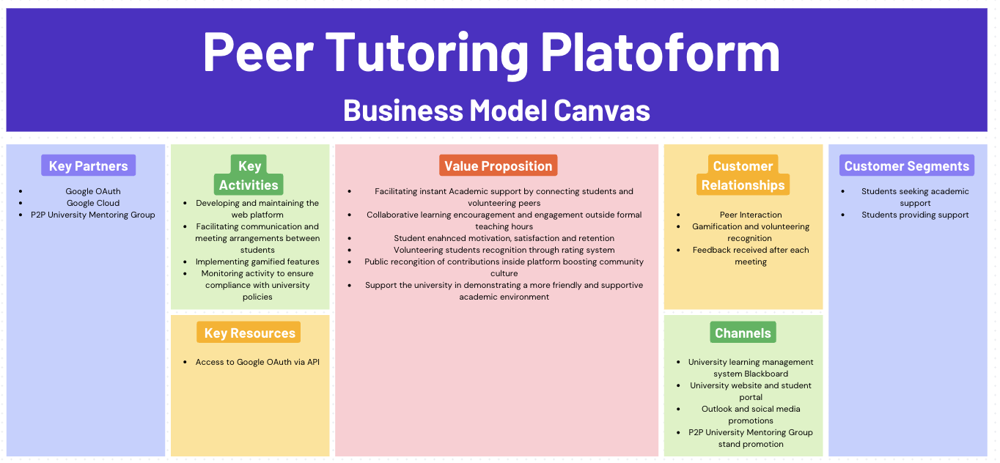 Peer Tutoring Platoform
Business Model Canvas
Key Partners
Google OAuth
Google Cloud
P2P University Mentoring Group
Key
Activities
Developing and maintaining the
web platform
Facilitating communication and
meeting arrangements between
students
Implementing gamified features
Monitoring activity to ensure
compliance with university
policies
Key Resources
Access to Google OAuth via API
Value Proposition
Facilitating instant Academic support by connecting students and
volunteering peers
Collaborative learning encouragement and engagement outside formal
teaching hours
Student enahnced motivation, satisfaction and retention
Volunteering students recognition through rating system
Public recongition of contributions inside platform boosting community
culture
Support the university in demonstrating a more friendly and supportive
academic environment
Customer
Relationships
Peer Interaction
Gamification and volunteering
recognition
Feedback received after each
meeting
Channels
University learning management
system Blackboard
University website and student
portal
Outlook and soical media
promotions
P2P University Mentoring Group
stand promotion
Customer Segments
Students seeking academic
support
Students providing support